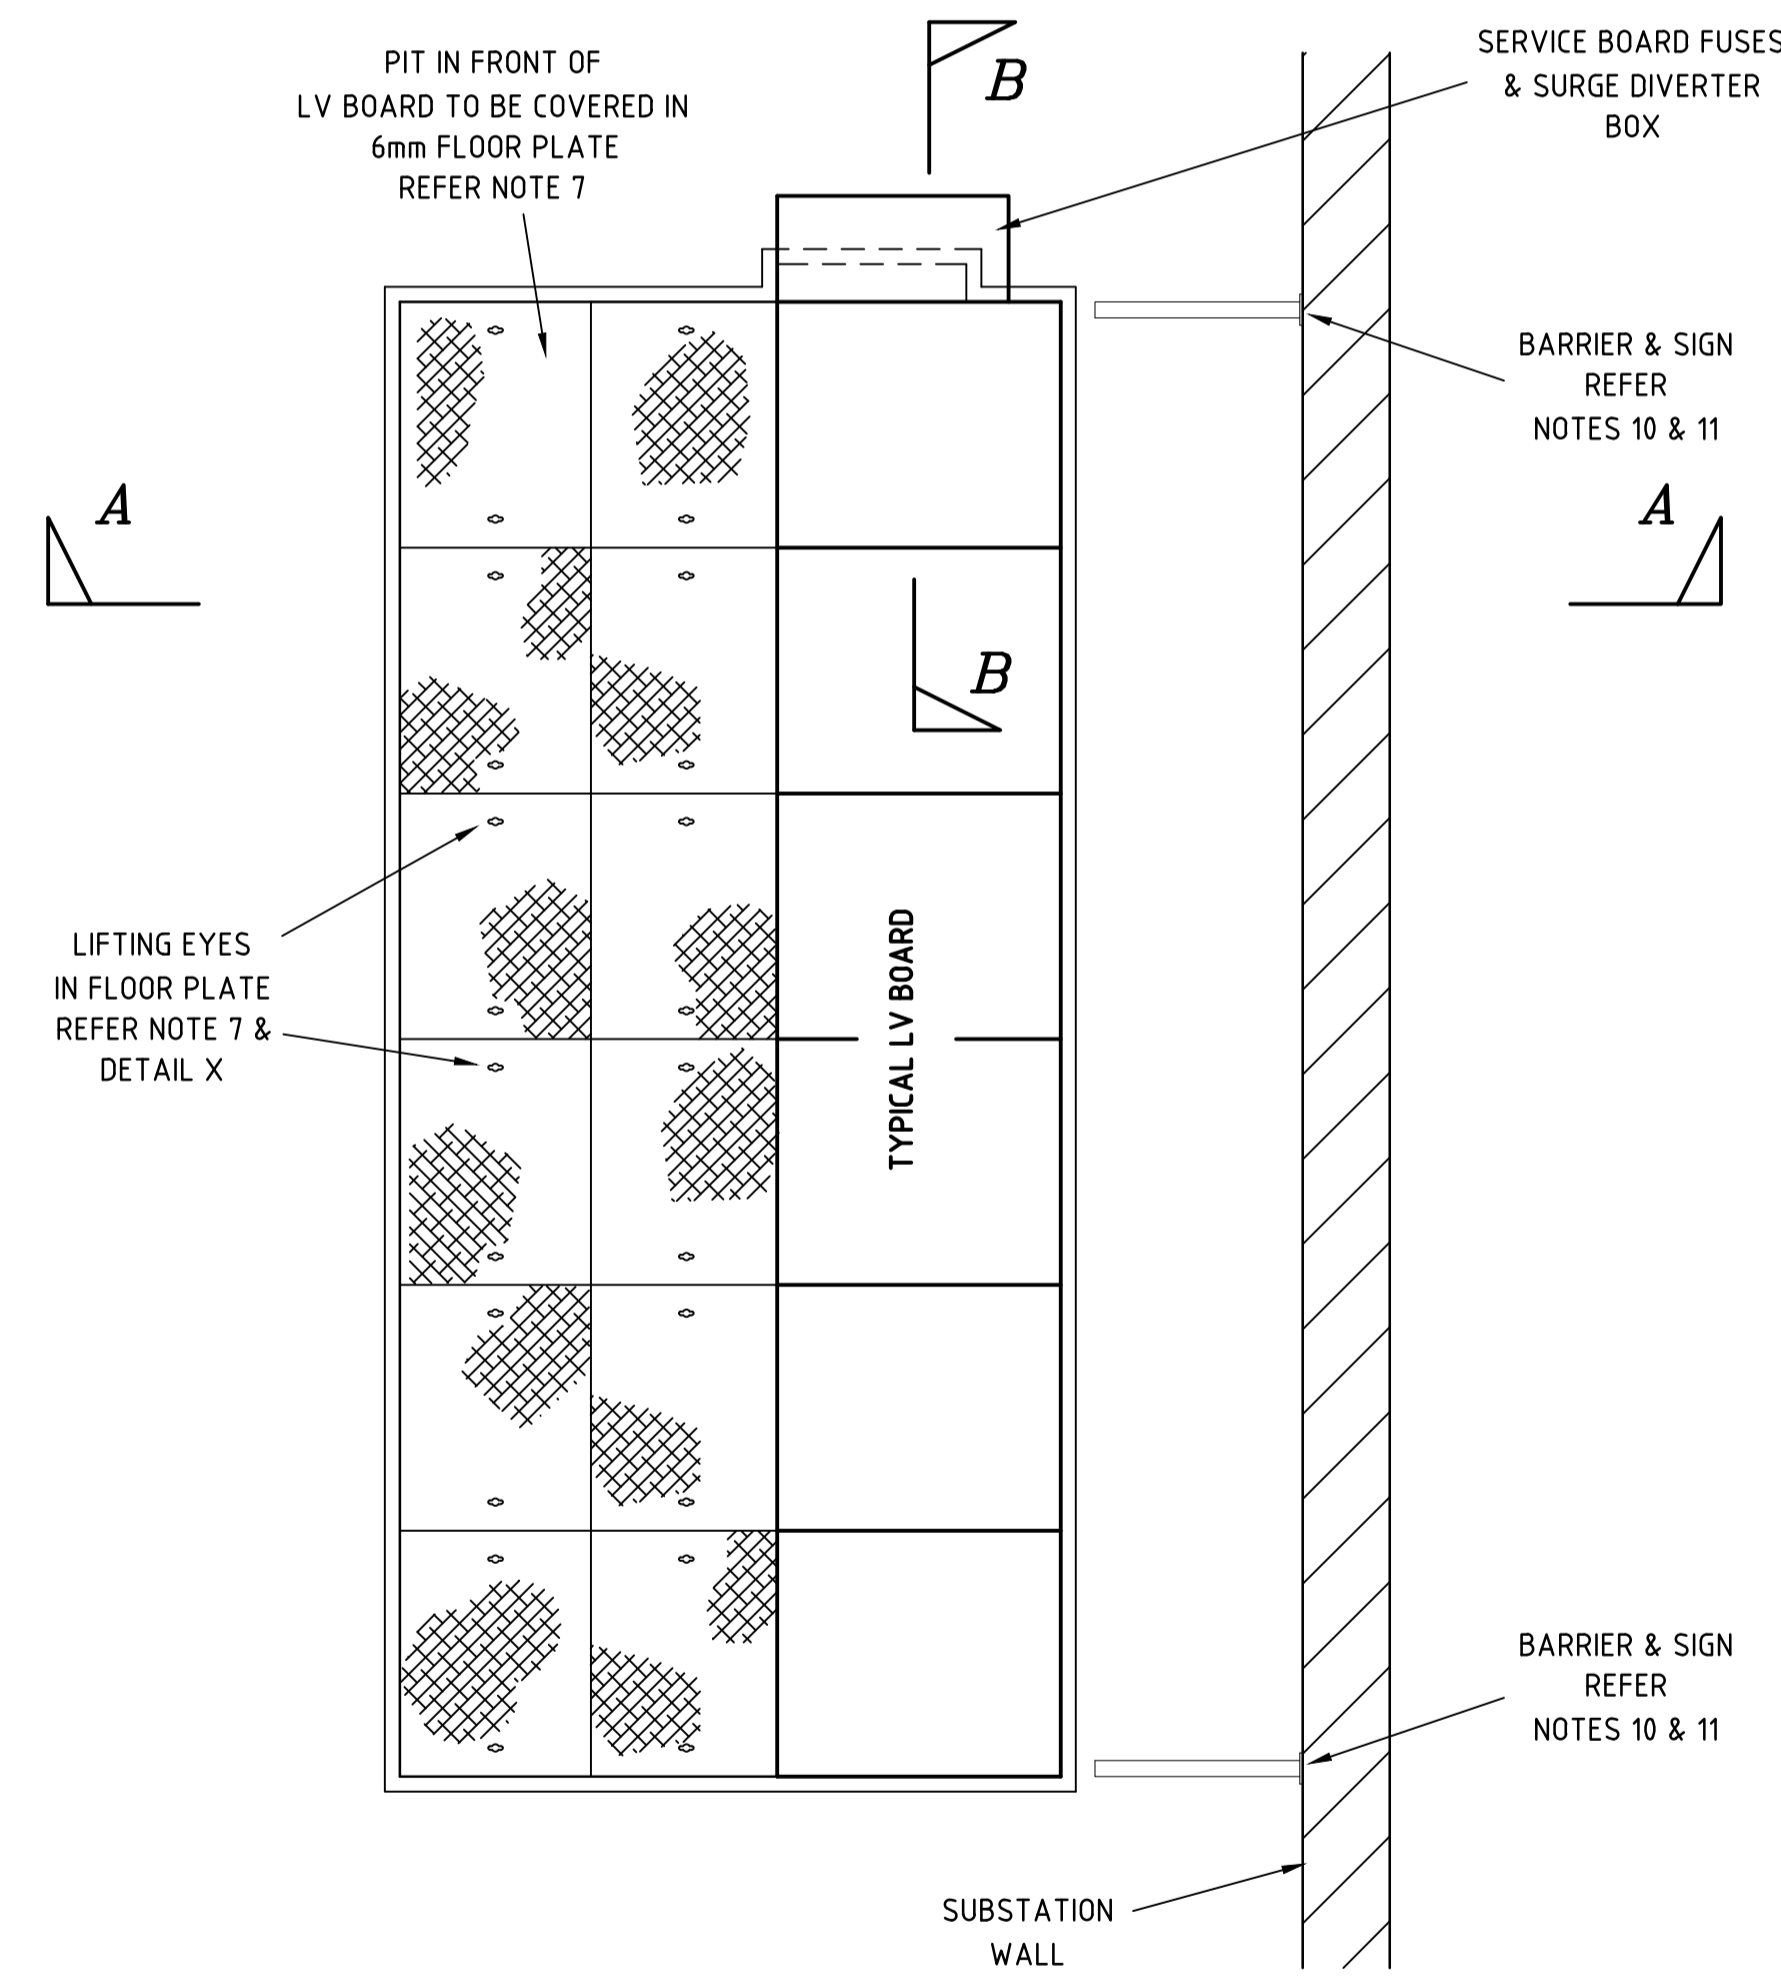 PIT IN FRONT OF
LV BOARD TO BE COVERED IN
6mm FLOOR PLATE
REFER NOTE 7
B
SERVICE BOARD FUSES
& SURGE DIVERTER
BOX
BARRIER & SIGN
REFER
NOTES 10 & 11
A
A
B
LIFTING EYES
IN FLOOR PLATE
REFER NOTE 7 &
DETAIL X
TYPICAL LV BOARD
BARRIER & SIGN
REFER
NOTES 10 & 11
SUBSTATION
WALL